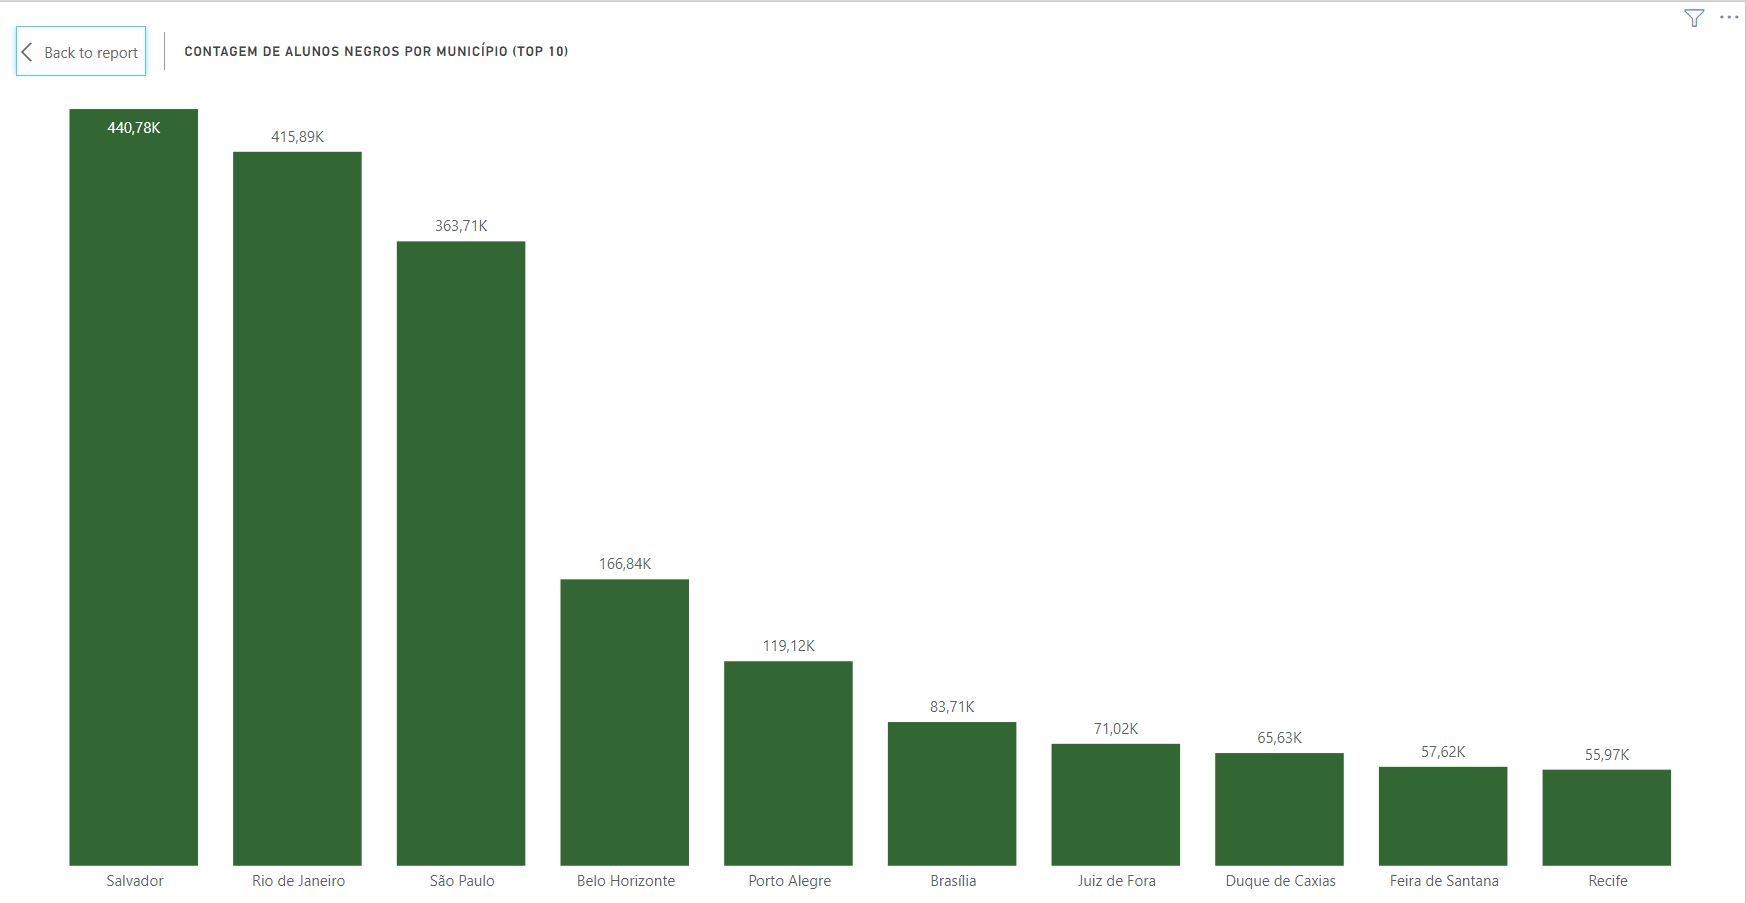 Back to report
CONTAGEM DE ALUNOS NEGROS POR MUNICÍPIO (TOP 10)
440,78K
415,89K
363,71K
166,84K
119,12K
83,71K
71,02K
65,63K
57,62K
55,97K
Salvador
Rio de Janeiro
São Paulo
Belo Horizonte
Porto Alegre
Brasília
Juiz de Fora
Duque de Caxias
Feira de Santana
Recife